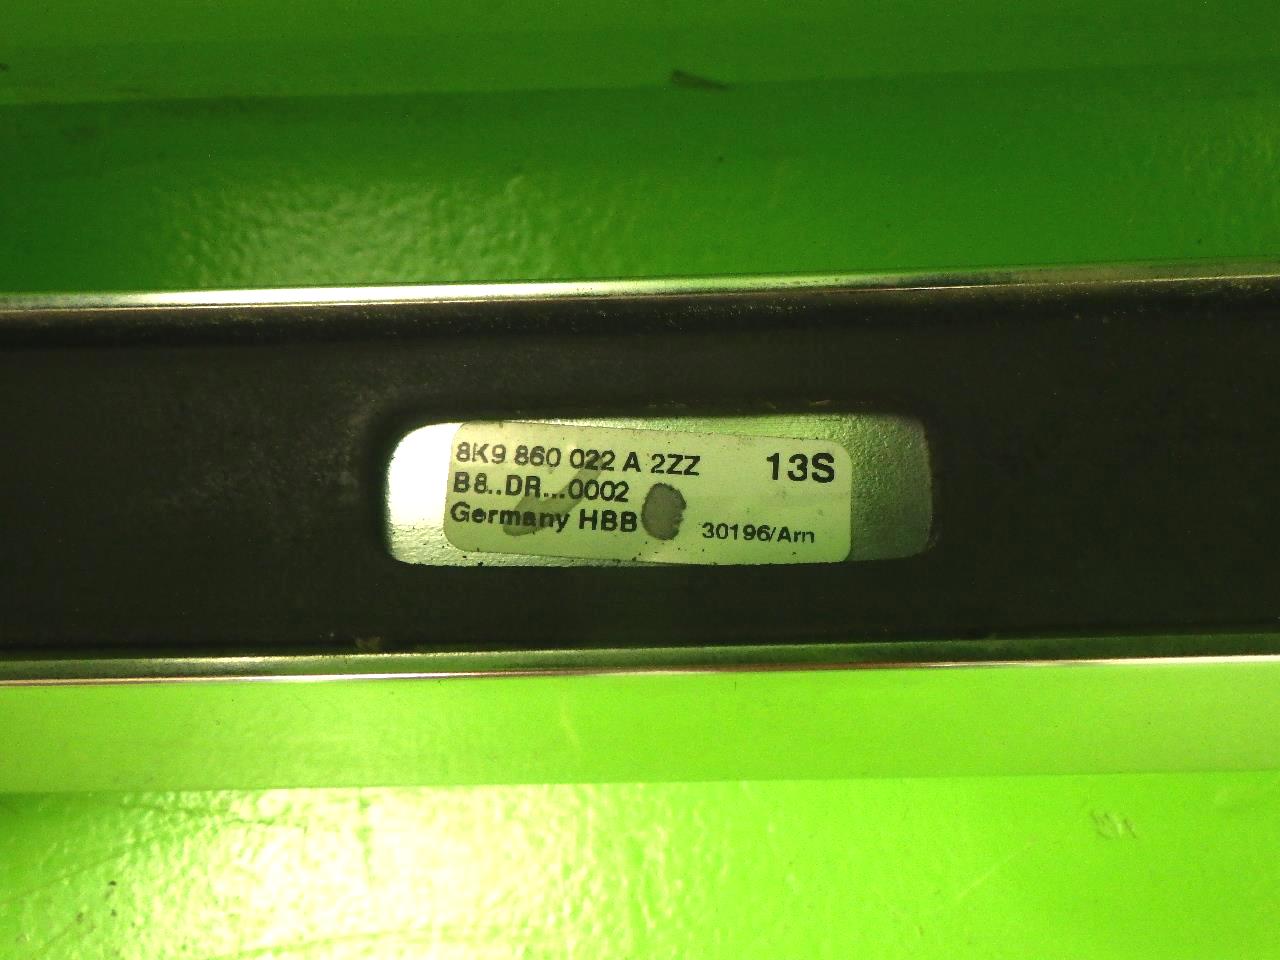 8K9 860 022 A 2ZZ 13S
B8..DR...0002
Germany HBB 30196/Arn